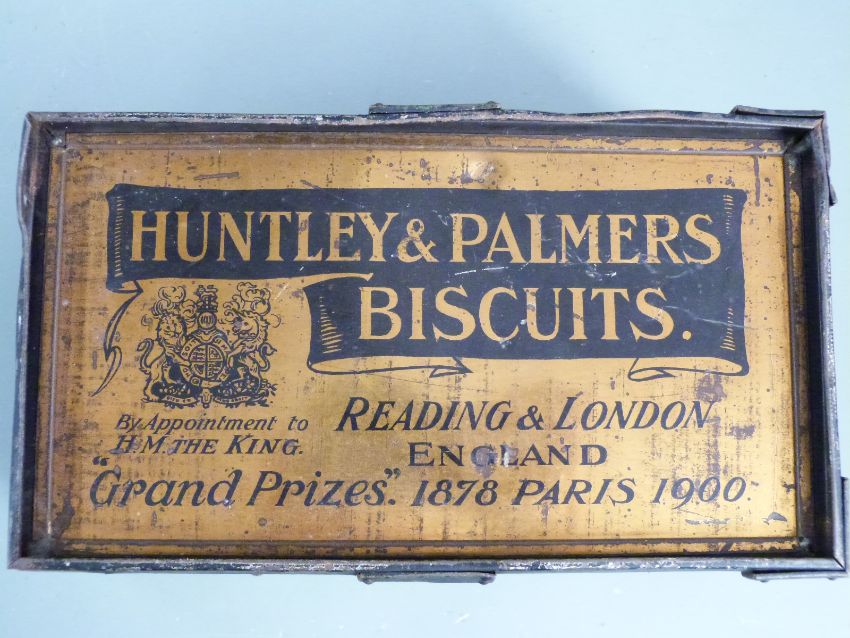 HUNTLEY & PALMERS
BISCUITS.
By Appointment to
H.M. THE KING.
READING & LONDON
ENGLAND
"Grand Prizes". 1878 PARIS 1900